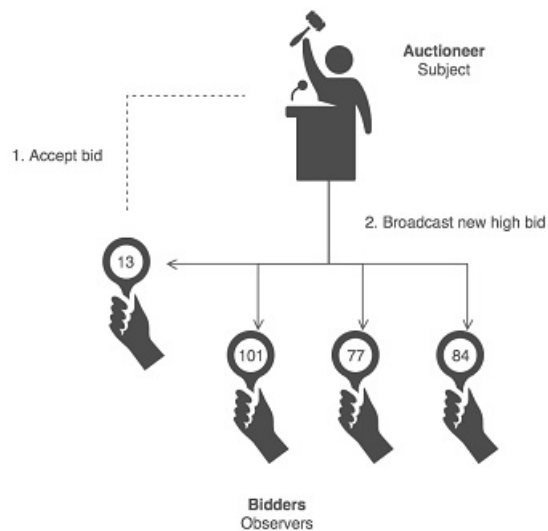 Auctioneer
Subject
1. Accept bid
2. Broadcast new high bid
13
101
77
84
Bidders
Observers